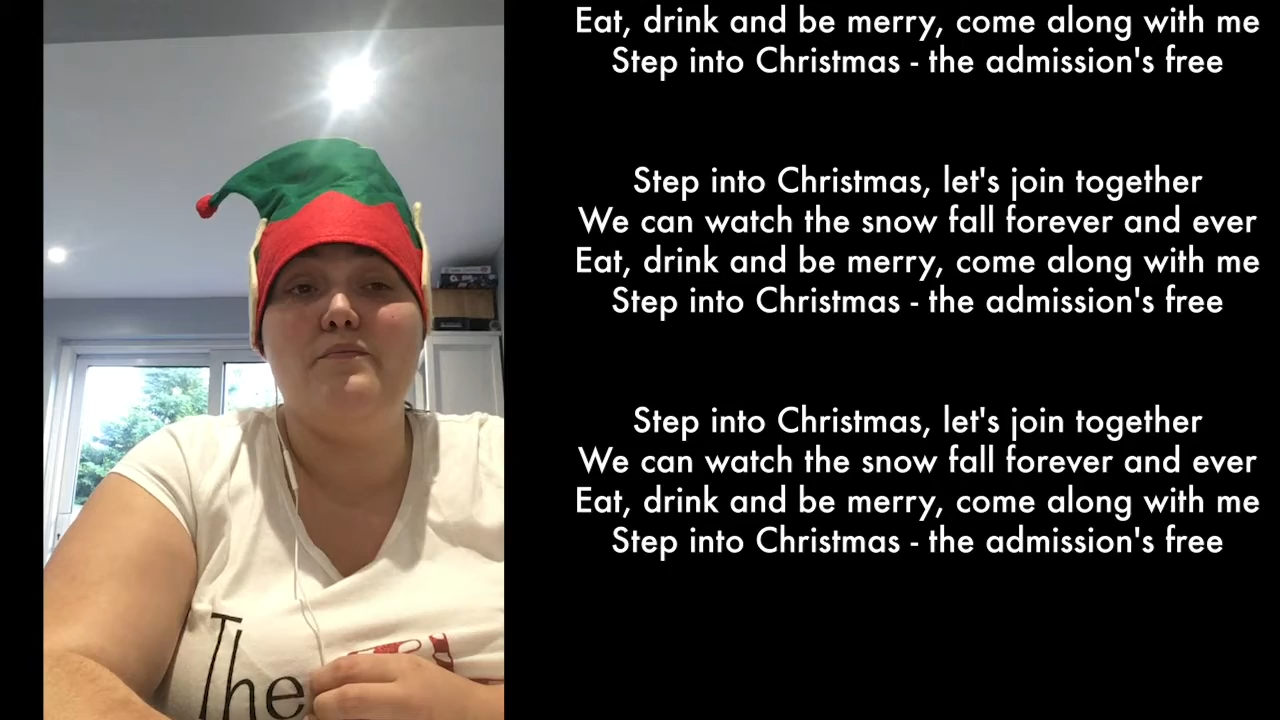 Eat, drink and be merry, come along with me
Step into Christmas - the admission's free
Step into Christmas, let's join together
We can watch the snow fall forever and ever
Eat, drink and be merry, come along with me
Step into Christmas - the admission's free
Step into Christmas, let's join together
We can watch the snow fall forever and ever
Eat, drink and be merry, come along with me
Step into Christmas - the admission's free
The